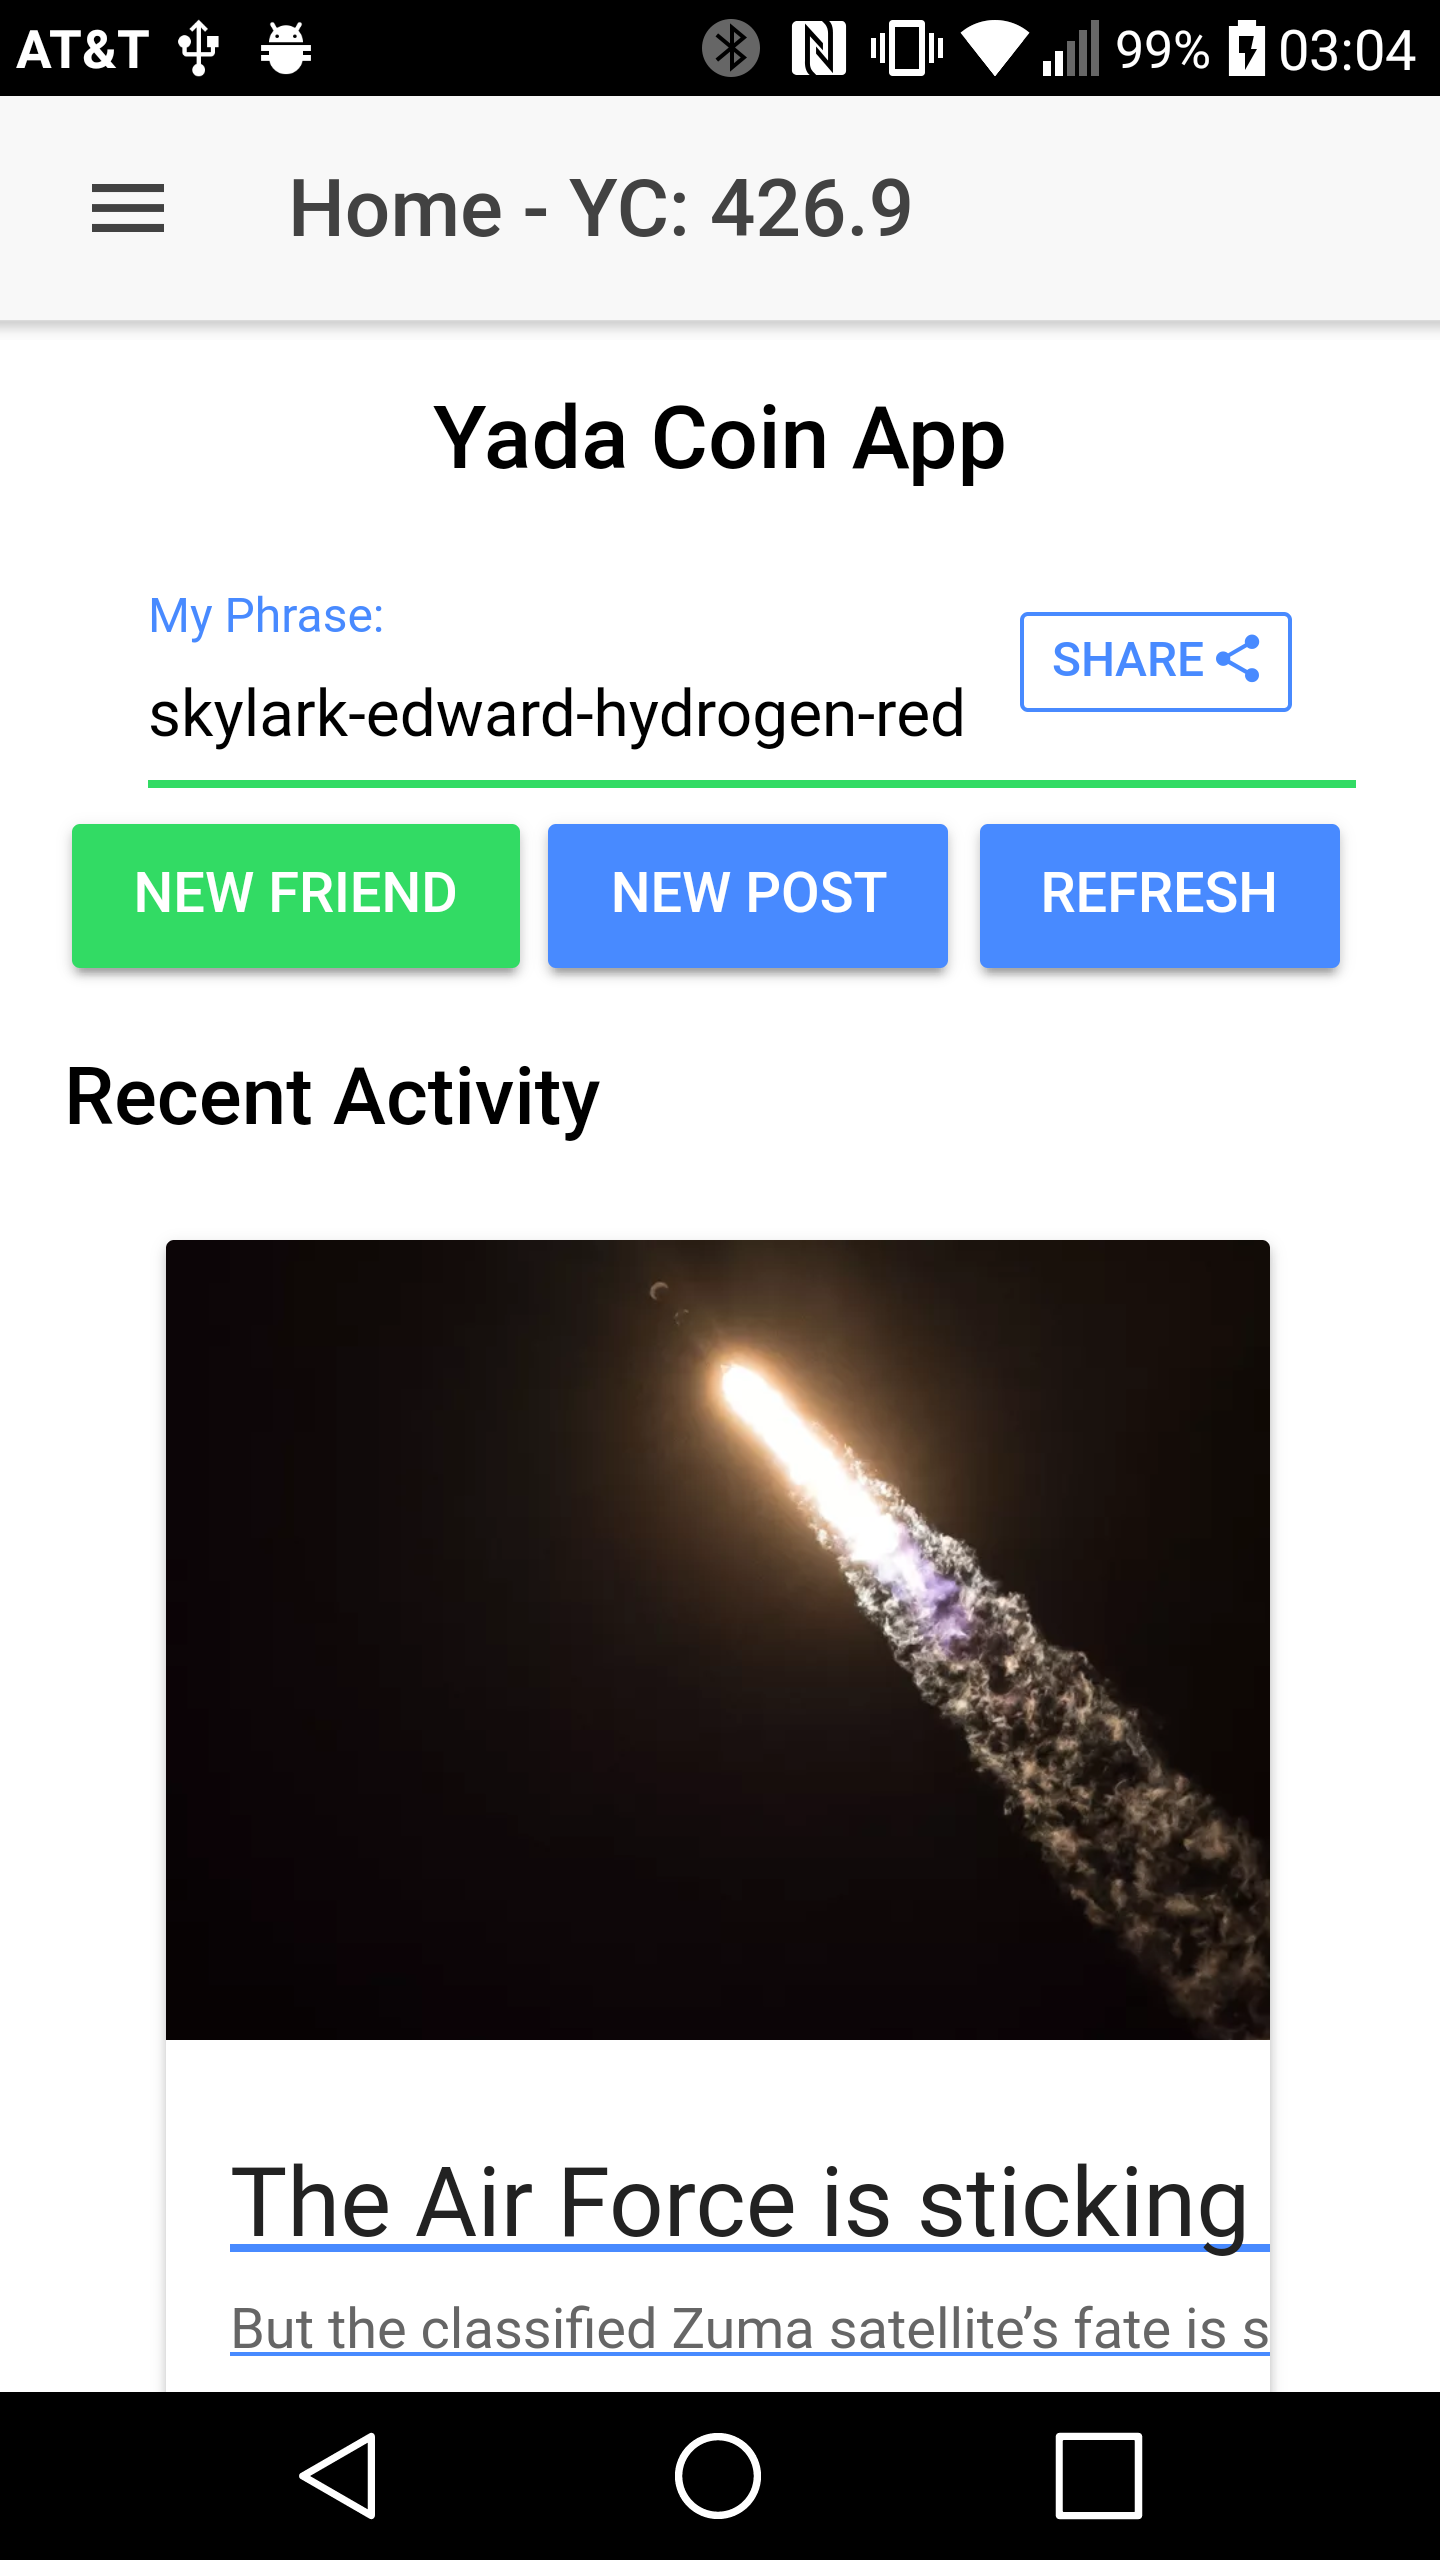 AT&T 99% 03:04
Home - YC: 426.9
Yada Coin App
My Phrase:
SHARE
skylark-edward-hydrogen-red
NEW FRIEND NEW POST REFRESH
Recent Activity
The Air Force is sticking
But the classified Zuma satellite’s fate is s